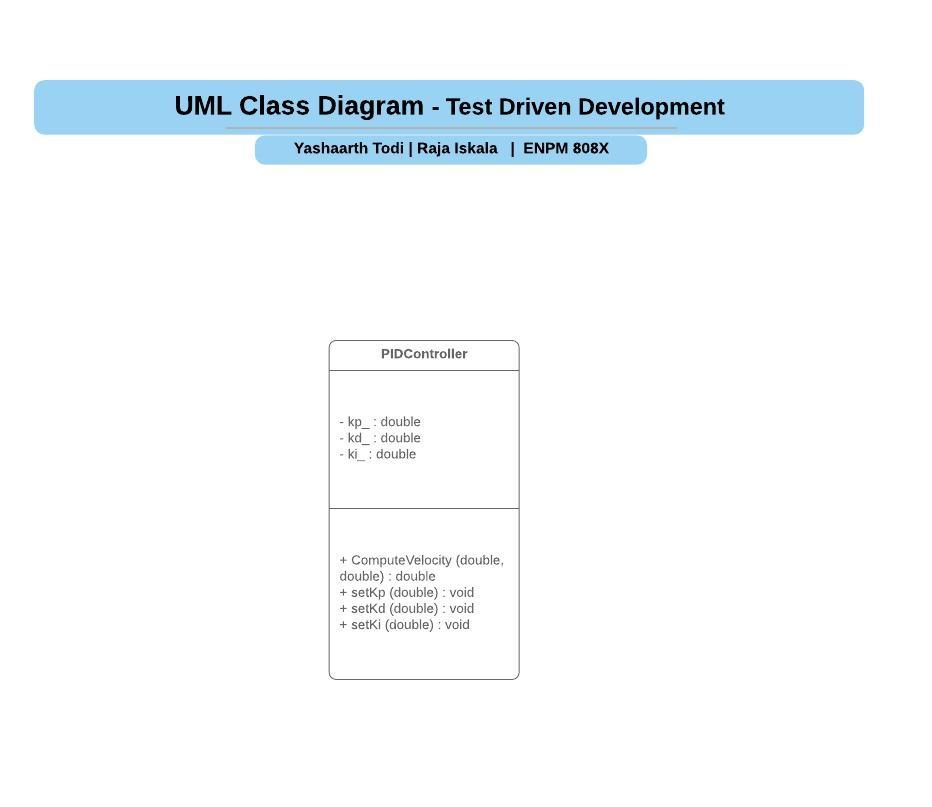 UML Class Diagram - Test Driven Development
Yashaarth Todi | Raja Iskala | ENPM 808X
PIDController
- kp_ : double
- kd_ : double
- ki_ : double
+ ComputeVelocity (double,
double) : double
+ setKp (double) : void
+ setKd (double) : void
+ setKi (double) : void